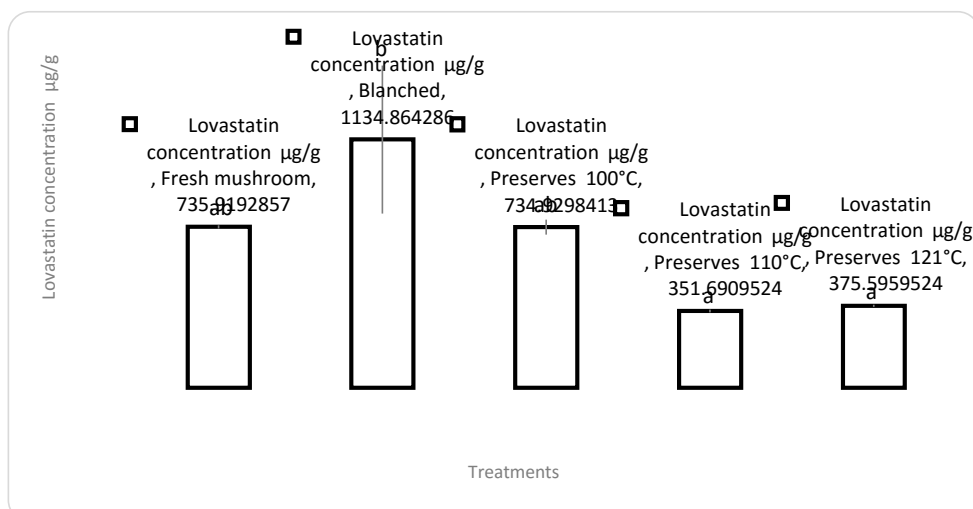 Lovastatin concentration µg/g
Lovastatin
concentration µg/g
, Fresh mushroom,
735.9192857
ab
Lovastatin
b
concentration µg/g
, Blanched,
1134.864286
Lovastatin
concentration µg/g
, Preserves 100°C,
734.9298413
ab
Lovastatin
concentration µg/g
, Preserves 110°C,
351.6909524
a
Lovastatin
concentration µg/g
, Preserves 121°C,
375.5959524
a
Treatments